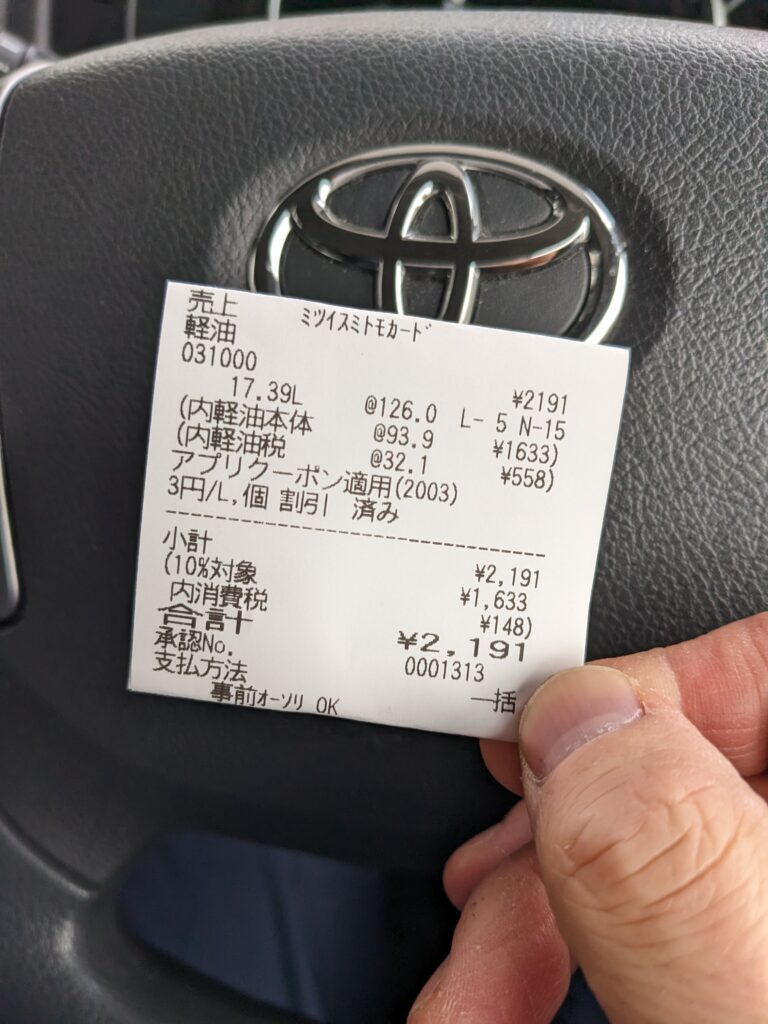 売上 ミツイスミトモカード
軽油
031000 ¥2191
17.39L @126.0 L- 5 N-15
(内軽油本体 @93.9 ¥1633)
(内軽油税 @32.1 ¥558)
アプリクーポン適用(2003)
3円/L,個 割引 済み
小計 ¥2,191
(10%対象 ¥1,633
内消費税 ¥148)
合計 ¥2,191
承認No. 0001313
支払方法 一括
事前オーソリ OK